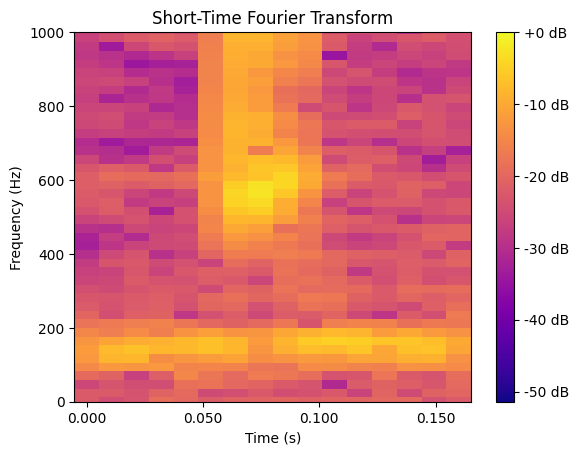 Short-Time Fourier Transform
Frequency (Hz)
1000
800
600
400
200
0
0.000
0.050
0.100
0.150
Time (s)
+0 dB
-10 dB
-20 dB
-30 dB
-40 dB
-50 dB